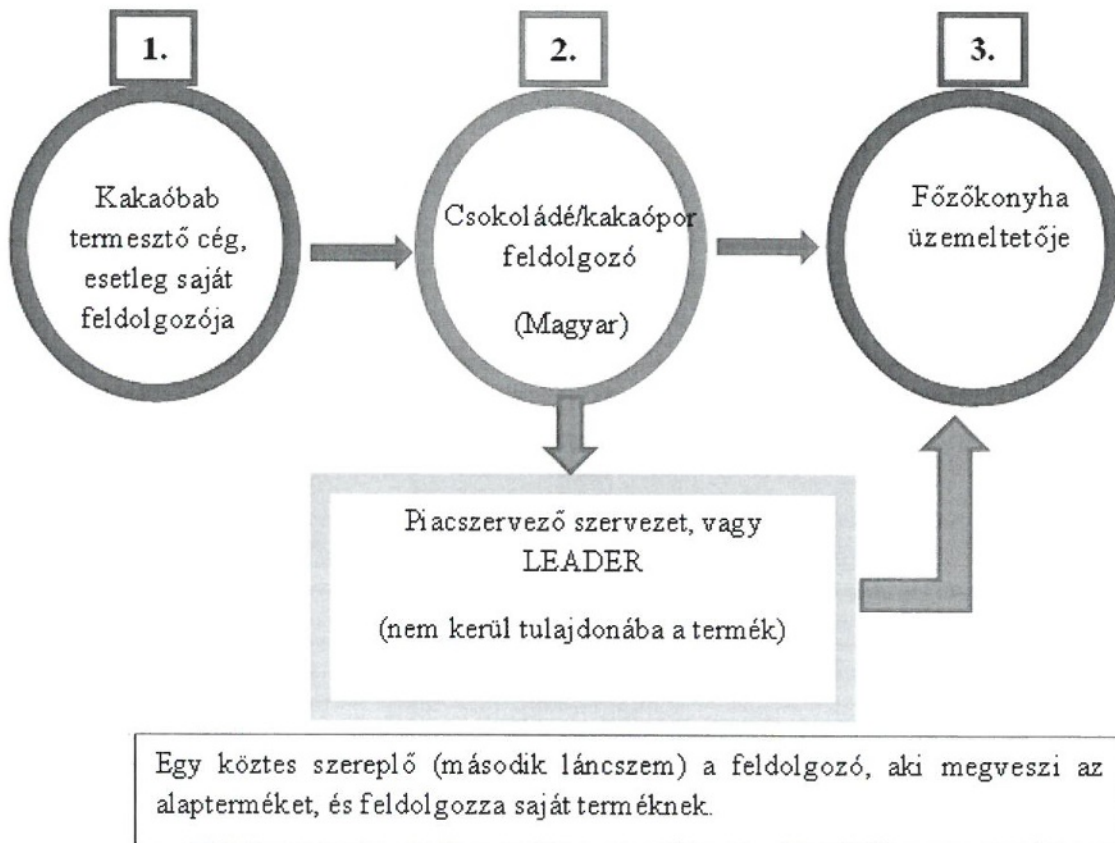 1.
Kakaóbab
termesztő cég,
esetleg saját
feldolgozója
2.
Csokoládé/kakaópor
feldolgozó
(Magyar)
3.
Főzőkonyha
üzemeltetője
Piacszervező szervezet, vagy
LEADER
(nem kerül tulajdonába a termék)
Egy köztes szereplő (második láncszem) a feldolgozó, aki megveszi az
alapterméket, és feldolgozza saját terméknek.